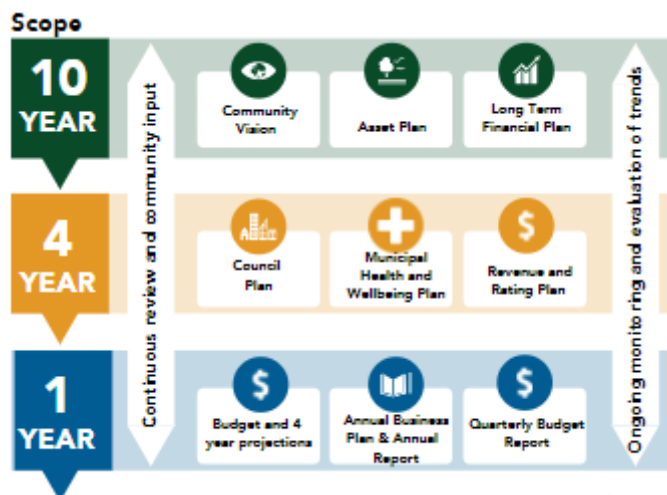 Scope
10
YEAR
Community
Vision
Asset Plan
Long Term
Financial Plan
4
YEAR
Council
Plan
Municipal
Health and
Wellbeing Plan
Revenue and
Rating Plan
1
YEAR
Budget and 4
year projections
Annual Business
Plan & Annual
Report
Quarterly Budget
Report
Continuous review and community input
Ongoing monitoring and evaluation of trends